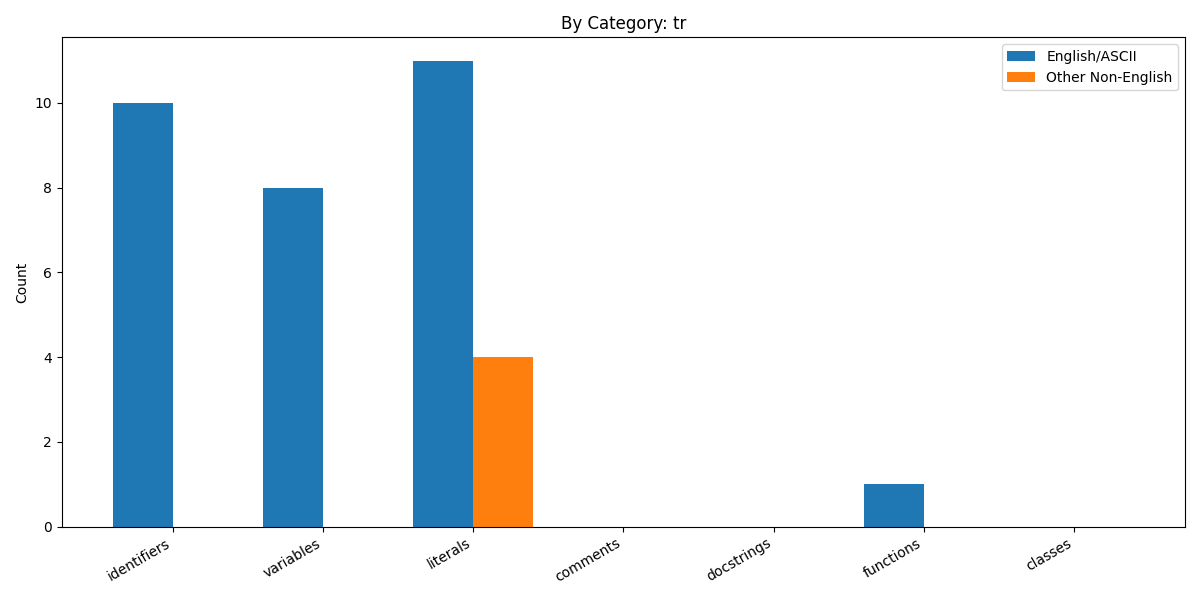 By Category: tr
English/ASCII
Other Non-English
Count
10
8
6
4
2
0
identifiers
variables
literals
comments
docstrings
functions
classes